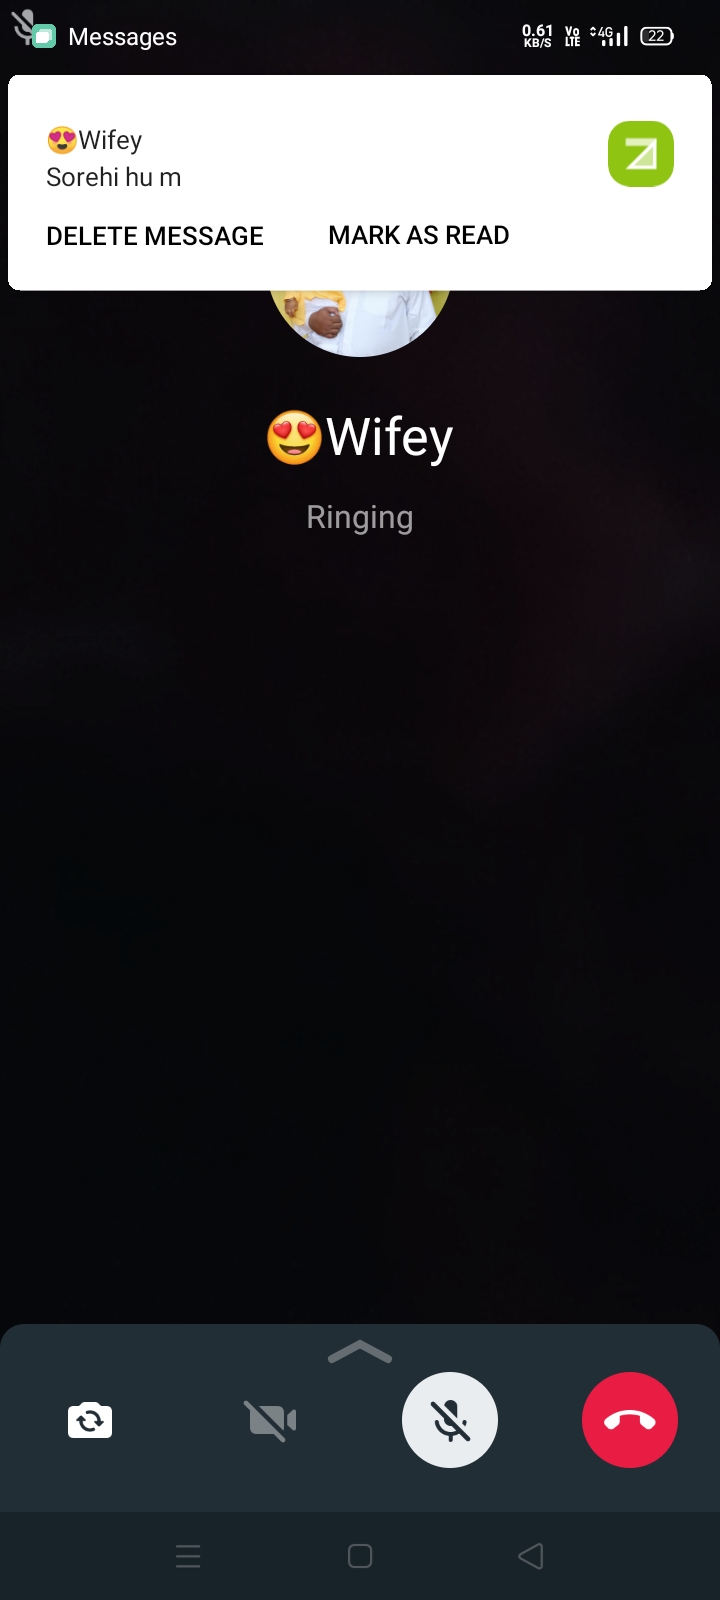 Messages
0.61 KB/S Vo LTE 4G 22
😍Wifey
Sorehi hu m
DELETE MESSAGE MARK AS READ
😍Wifey
Ringing